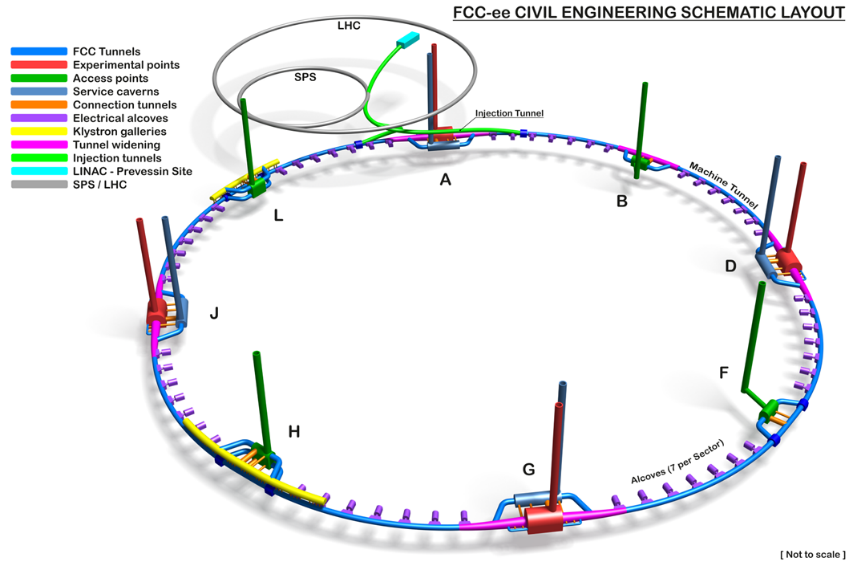 FCC-ee CIVIL ENGINEERING SCHEMATIC LAYOUT
FCC Tunnels
Experimental points
Access points
Service caverns
Connection tunnels
Electrical alcoves
Klystron galleries
Tunnel widening
Injection tunnels
LINAC - Prevessin Site
SPS / LHC
LHC
SPS
Injection Tunnel
A
B
Machine Tunnel
L
D
J
F
H
G
Alcoves (7 per Sector)
[ Not to scale ]